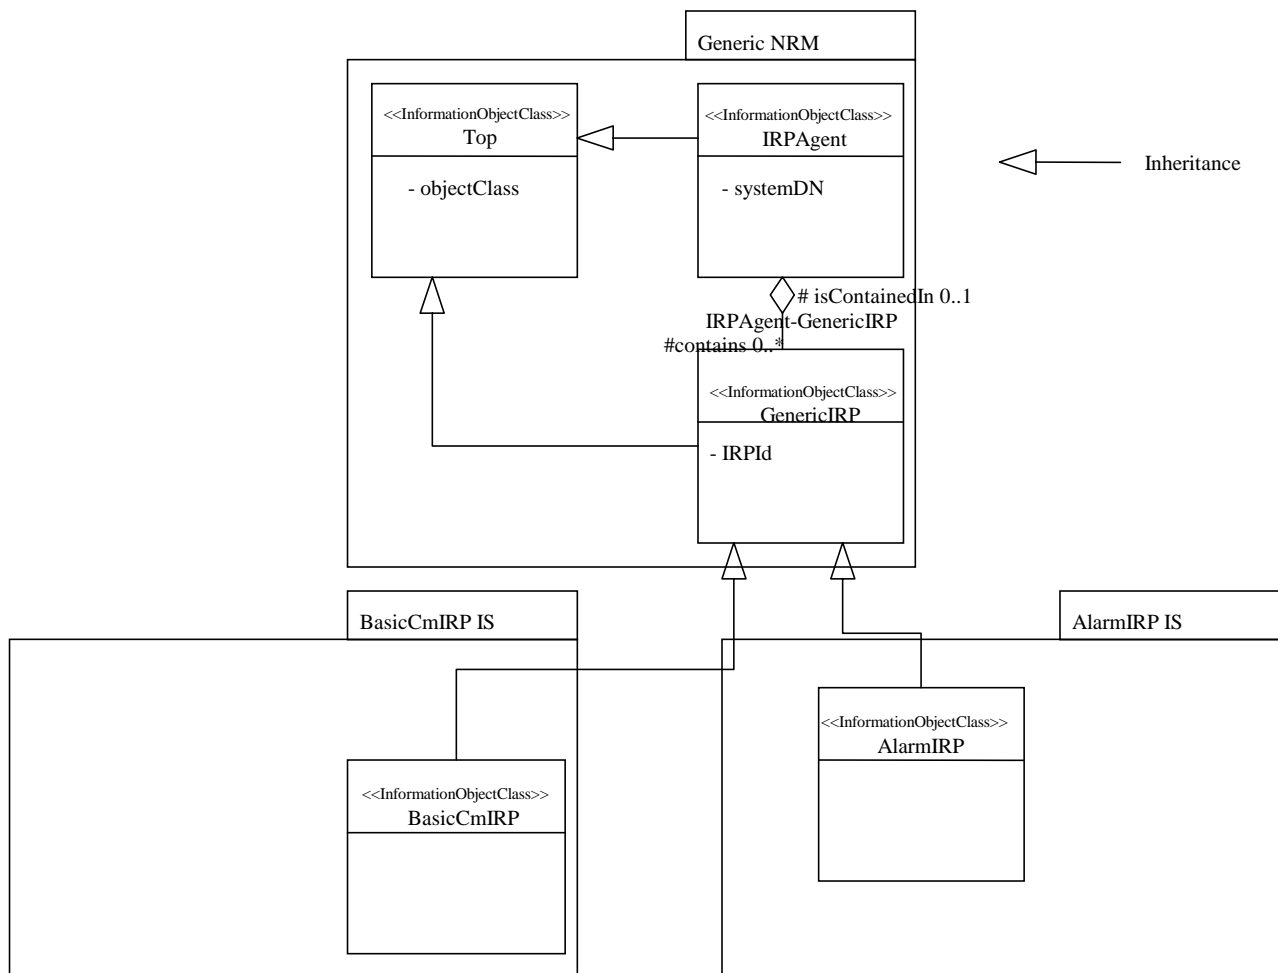 Generic NRM
<<InformationObjectClass>>
Top
- objectClass
<<InformationObjectClass>>
IRPAgent
- systemDN
Inheritance
# isContainedIn 0..1
IRPAgent-GenericIRP
#contains 0..*
<<InformationObjectClass>>
GenericIRP
- IRPId
BasicCmIRP IS
<<InformationObjectClass>>
BasicCmIRP
AlarmIRP IS
<<InformationObjectClass>>
AlarmIRP